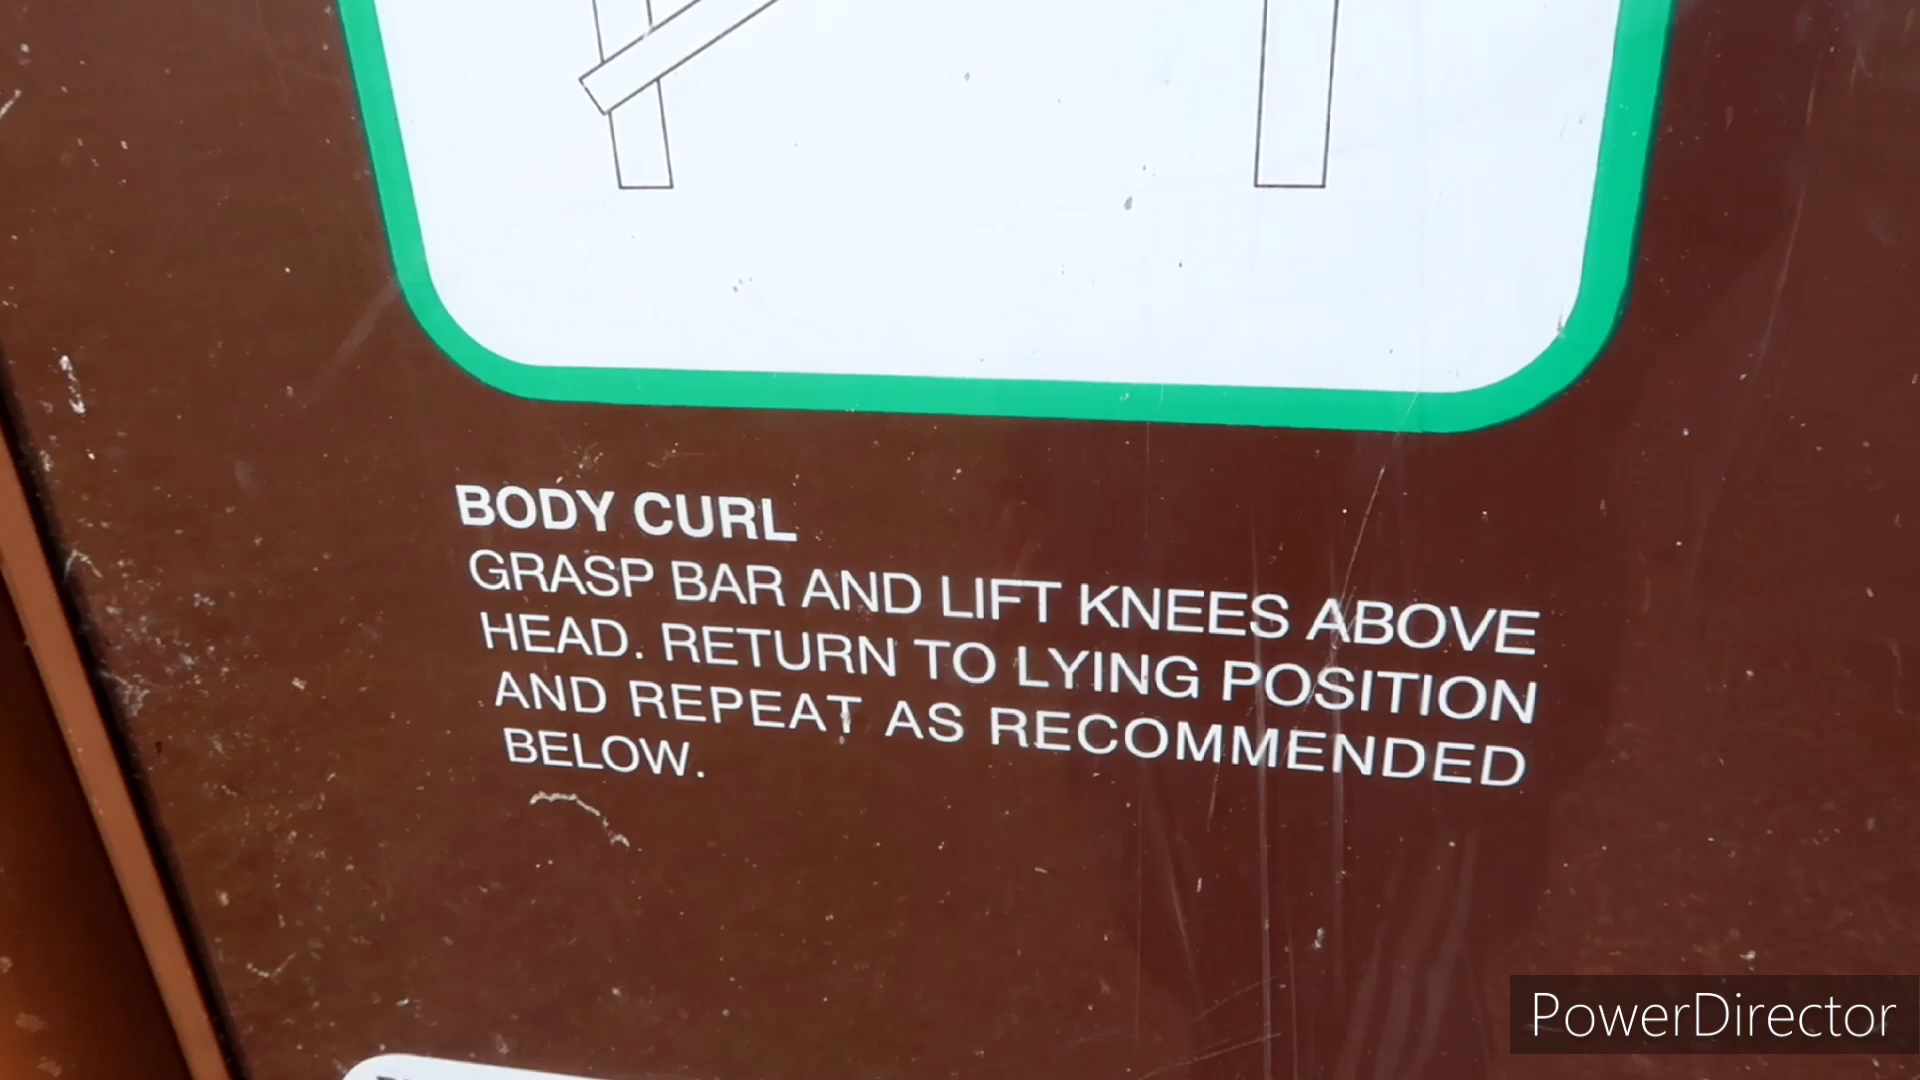 BODY CURL
GRASP BAR AND LIFT KNEES ABOVE
HEAD. RETURN TO LYING POSITION
AND REPEAT AS RECOMMENDED
BELOW.
PowerDirector